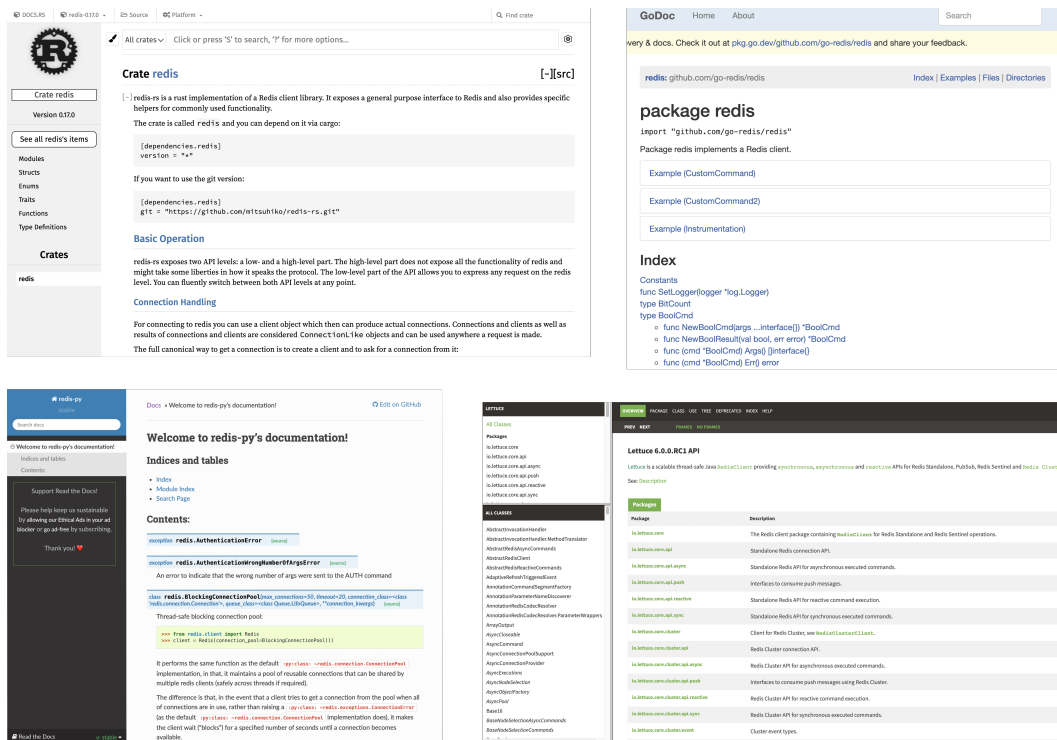 DOCS.RS redis-0.17.0 Source Platform Find crate
All crates Click or press 'S' to search, '?' for more options...
Crate redis [-][src]
Crate redis
Version 0.17.0
See all redis's items
Modules
Structs
Enums
Traits
Functions
Type Definitions
Crates
redis
[-] redis-rs is a rust implementation of a Redis client library. It exposes a general purpose interface to Redis and also provides specific
helpers for commonly used functionality.
The crate is called redis and you can depend on it via cargo:
[dependencies.redis]
version = "*"
If you want to use the git version:
[dependencies.redis]
git = "https://github.com/mitsuhiko/redis-rs.git"
Basic Operation
redis-rs exposes two API levels: a low- and a high-level part. The high-level part does not expose all the functionality of redis and
might take some liberties in how it speaks the protocol. The low-level part of the API allows you to express any request on the redis
level. You can fluently switch between both API levels at any point.
Connection Handling
For connecting to redis you can use a client object which then can produce actual connections. Connections and clients as well as
results of connections and clients are considered ConnectionLike objects and can be used anywhere a request is made.
The full canonical way to get a connection is to create a client and to ask for a connection from it:
GoDoc Home About Search
very & docs. Check it out at pkg.go.dev/github.com/go-redis/redis and share your feedback.
redis: github.com/go-redis/redis Index | Examples | Files | Directories
package redis
import "github.com/go-redis/redis"
Package redis implements a Redis client.
Example (CustomCommand)
Example (CustomCommand2)
Example (Instrumentation)
Index
Constants
func SetLogger(logger *log.Logger)
type BitCount
type BoolCmd
func NewBoolCmd(args ...interface{}) *BoolCmd
func NewBoolResult(val bool, err error) *BoolCmd
func (cmd *BoolCmd) Args() []interface{}
func (cmd *BoolCmd) Err() error
redis-py
stable
Search docs
Welcome to redis-py's documentation!
Indices and tables
Contents:
Support Read the Docs!
Please help keep us sustainable
by allowing our Ethical Ads in your ad
blocker or go ad-free by subscribing.
Thank you! ❤
Read the Docs v: stable
Docs » Welcome to redis-py's documentation! Edit on GitHub
Welcome to redis-py's documentation!
Indices and tables
Index
Module Index
Search Page
Contents:
exception redis.AuthenticationError [source]
exception redis.AuthenticationWrongNumberOfArgsError [source]
An error to indicate that the wrong number of args were sent to the AUTH command
class redis.BlockingConnectionPool(max_connections=50, timeout=20, connection_class=<class
'redis.connection.Connection'>, queue_class=<class Queue.LifoQueue>, **connection_kwargs) [source]
Thread-safe blocking connection pool:
>>> from redis.client import Redis
>>> client = Redis(connection_pool=BlockingConnectionPool())
It performs the same function as the default :py:class: ~redis.connection.ConnectionPool
implementation, in that, it maintains a pool of reusable connections that can be shared by
multiple redis clients (safely across threads if required).
The difference is that, in the event that a client tries to get a connection from the pool when all
of connections are in use, rather than raising a :py:class: ~redis.exceptions.ConnectionError
(as the default :py:class: ~redis.connection.ConnectionPool implementation does), it makes
the client wait ("blocks") for a specified number of seconds until a connection becomes
available.
LETTUCE
All Classes
Packages
io.lettuce.core
io.lettuce.core.api
io.lettuce.core.api.async
io.lettuce.core.api.push
io.lettuce.core.api.reactive
io.lettuce.core.api.sync
ALL CLASSES
AbstractInvocationHandler
AbstractInvocationHandler.MethodTranslator
AbstractRedisAsyncCommands
AbstractRedisClient
AbstractRedisReactiveCommands
AdaptiveRefreshTriggeredEvent
AnnotationCommandSegmentFactory
AnnotationParameterNameDiscoverer
AnnotationRedisCodecResolver
AnnotationRedisCodecResolver.ParameterWrappers
ArrayOutput
AsyncCloseable
AsyncCommand
AsyncConnectionPoolSupport
AsyncConnectionProvider
AsyncExecutions
AsyncNodeSelection
AsyncObjectFactory
AsyncPool
Base16
BaseNodeSelectionAsyncCommands
BaseNodeSelectionCommands
OVERVIEW PACKAGE CLASS USE TREE DEPRECATED INDEX HELP
PREV NEXT FRAMES NO FRAMES
Lettuce 6.0.0.RC1 API
Lettuce is a scalable thread-safe Java RedisClient providing synchronous, asynchronous and reactive APIs for Redis Standalone, PubSub, Redis Sentinel and Redis Clus
See: Description
Packages
Package Description
io.lettuce.core The Redis client package containing RedisClient for Redis Standalone and Redis Sentinel operations.
io.lettuce.core.api Standalone Redis connection API.
io.lettuce.core.api.async Standalone Redis API for asynchronous executed commands.
io.lettuce.core.api.push Interfaces to consume push messages.
io.lettuce.core.api.reactive Standalone Redis API for reactive command execution.
io.lettuce.core.api.sync Standalone Redis API for synchronous executed commands.
io.lettuce.core.cluster Client for Redis Cluster, see RedisClusterClient.
io.lettuce.core.cluster.api Redis Cluster connection API.
io.lettuce.core.cluster.api.async Redis Cluster API for asynchronous executed commands.
io.lettuce.core.cluster.api.push Interfaces to consume push messages using Redis Cluster.
io.lettuce.core.cluster.api.reactive Redis Cluster API for reactive command execution.
io.lettuce.core.cluster.api.sync Redis Cluster API for synchronous executed commands.
io.lettuce.core.cluster.event Cluster event types.